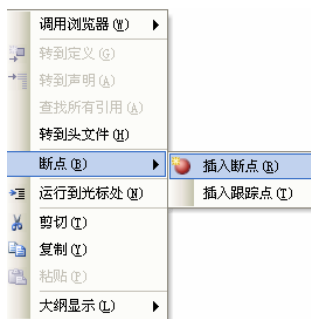 调用浏览器(W)
转到定义(G)
转到声明(A)
查找所有引用(A)
转到头文件(H)
断点(B)
插入断点(R)
运行到光标处(N)
插入跟踪点(T)
剪切(T)
复制(Y)
粘贴(P)
大纲显示(L)